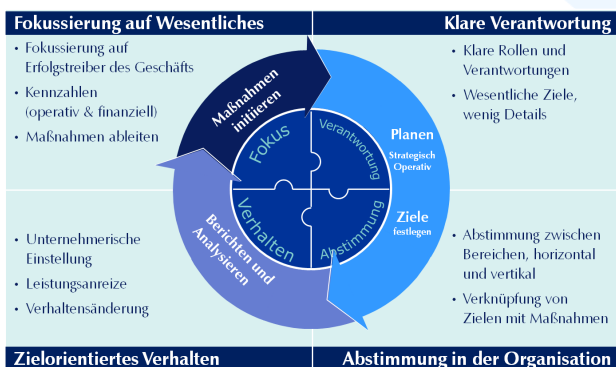 Fokussierung auf Wesentliches
Klare Verantwortung
• Fokussierung auf
Erfolgstreiber des Geschäfts
• Kennzahlen
(operativ & finanziell)
• Maßnahmen ableiten
• Klare Rollen und
Verantwortungen
• Wesentliche Ziele,
wenig Details
Maßnahmen
initiieren
Planen
Strategisch
Operativ
Ziele
festlegen
Berichten und
Analysieren
Fokus
Verantwortung
Verhalten
Abstimmung
• Unternehmerische
Einstellung
• Leistungsanreize
• Verhaltensänderung
• Abstimmung zwischen
Bereichen, horizontal
und vertikal
• Verknüpfung von
Zielen mit Maßnahmen
Zielorientiertes Verhalten
Abstimmung in der Organisation